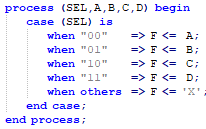 process (SEL,A,B,C,D) begin
case (SEL) is
when "00" => F <= A;
when "01" => F <= B;
when "10" => F <= C;
when "11" => F <= D;
when others => F <= 'X';
end case;
end process;